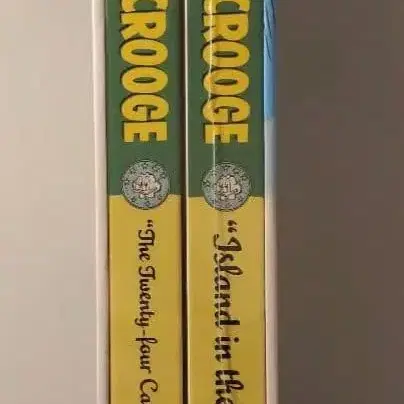 CROOGE
"The Twenty-four Ca
CROOGE
"Island in the